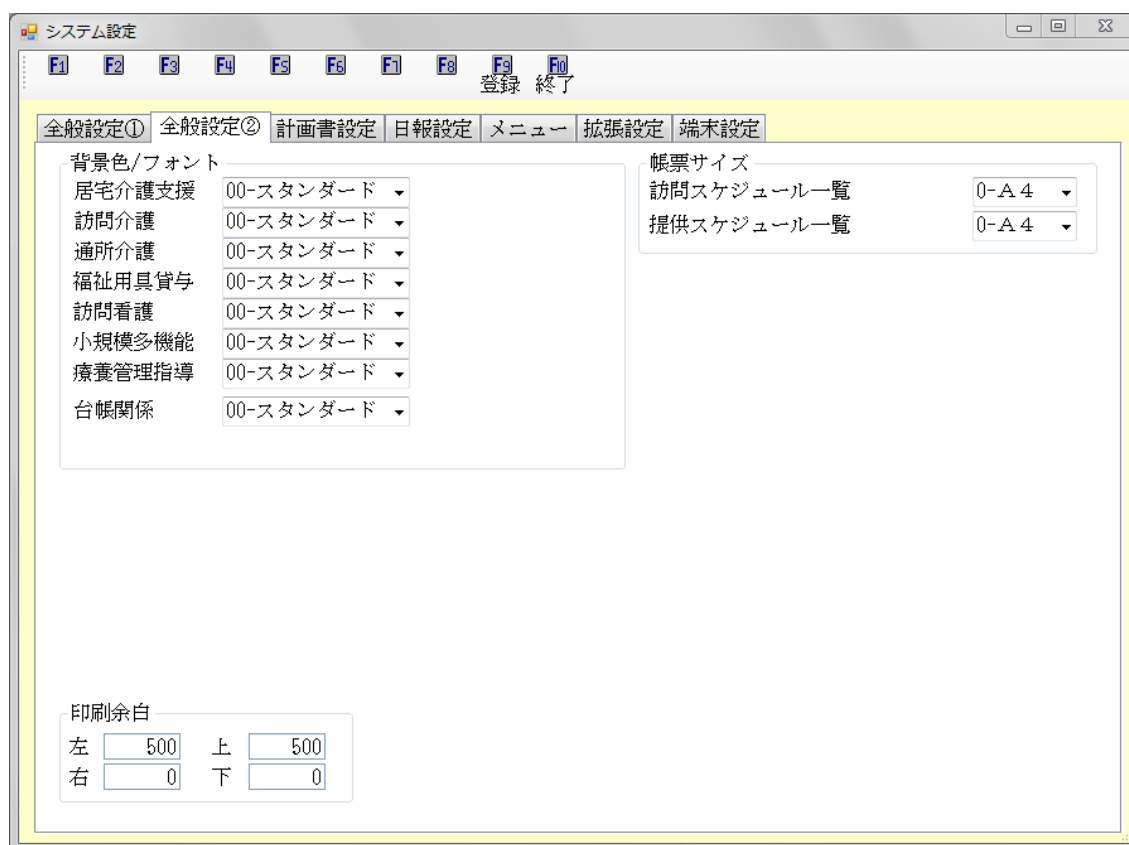 システム設定
F1 F2 F3 F4 F5 F6 F7 F8 F9 F10
登録 終了
全般設定① 全般設定② 計画書設定 日報設定 メニュー 拡張設定 端末設定
背景色/フォント
居宅介護支援 00-スタンダード
訪問介護 00-スタンダード
通所介護 00-スタンダード
福祉用具貸与 00-スタンダード
訪問看護 00-スタンダード
小規模多機能 00-スタンダード
療養管理指導 00-スタンダード
台帳関係 00-スタンダード
帳票サイズ
訪問スケジュール一覧 0-A4
提供スケジュール一覧 0-A4
印刷余白
左 500 上 500
右 0 下 0